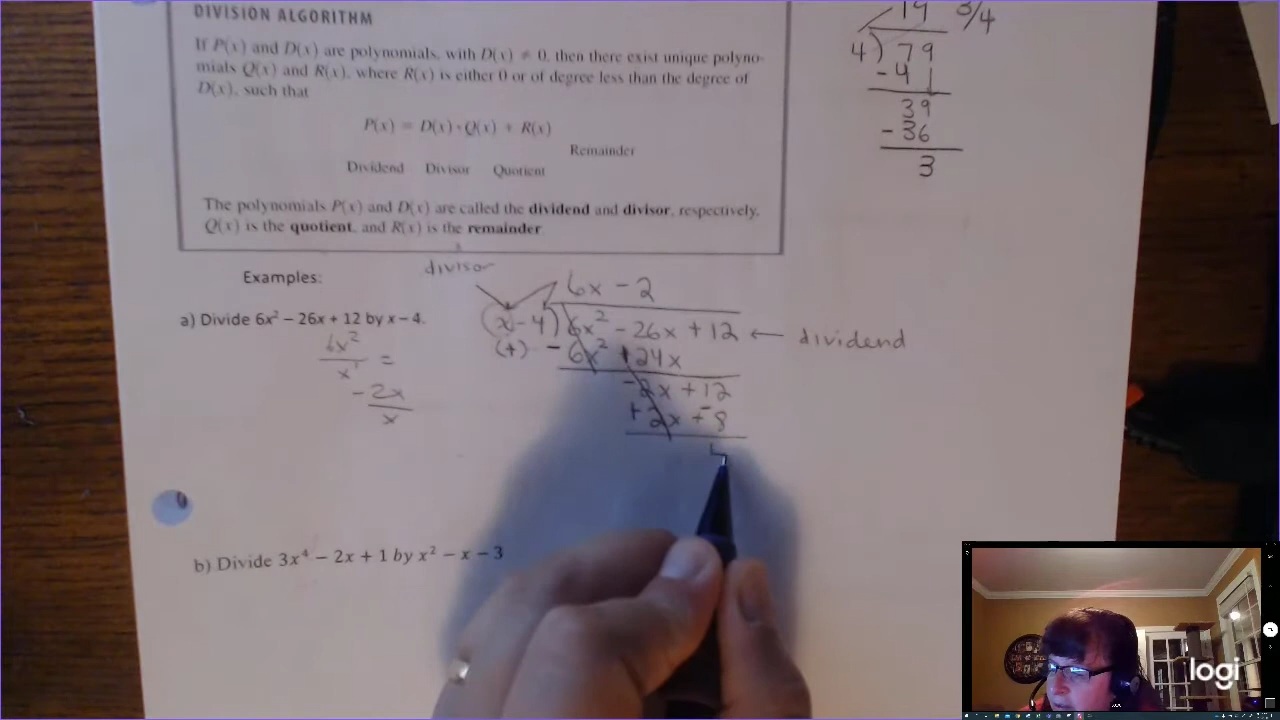 DIVISION ALGORITHM
If P(x) and D(x) are polynomials, with D(x) ≠ 0, then there exist unique polyno-
mials Q(x) and R(x), where R(x) is either 0 or of degree less than the degree of
D(x), such that
P(x) = D(x) · Q(x) + R(x)
Remainder
Dividend Divisor Quotient
The polynomials P(x) and D(x) are called the dividend and divisor, respectively,
Q(x) is the quotient, and R(x) is the remainder
19 3/4
4) 79
- 4
39
- 36
3
Examples:
divisor
a) Divide 6x² – 26x + 12 by x – 4.
6x²
x =
- 2x
x
6x - 2
(x - 4) 6x² - 26x + 12 ← dividend
(+) - 6x² + 24x
- 2x + 12
+ 2x - 8
b) Divide 3x⁴ – 2x + 1 by x² – x – 3
logi